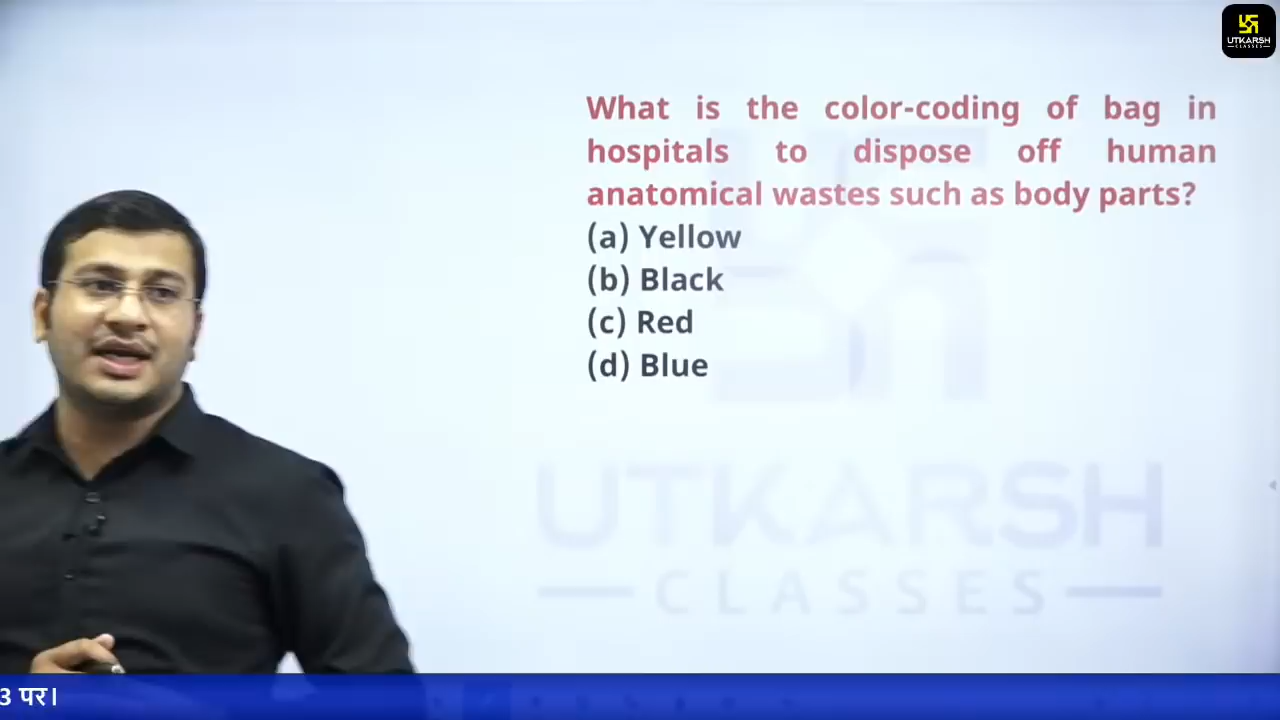 UTKARSH
CLASSES
What is the color-coding of bag in
hospitals to dispose off human
anatomical wastes such as body parts?
(a) Yellow
(b) Black
(c) Red
(d) Blue
UTKARSH
CLASSES
3 पर।